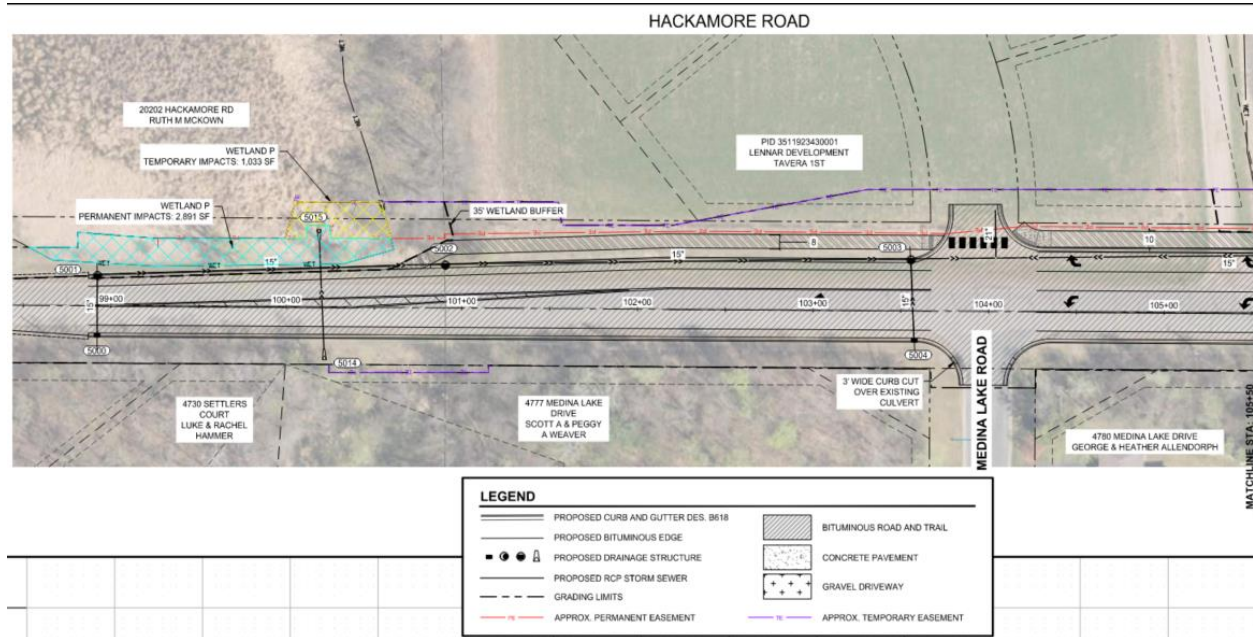 HACKAMORE ROAD
20202 HACKAMORE RD
RUTH M MCKOWN
WETLAND P
TEMPORARY IMPACTS: 1,033 SF
WETLAND P
PERMANENT IMPACTS: 2,891 SF
35' WETLAND BUFFER
PID 3511923430001
LENNAR DEVELOPMENT
TAVERA 1ST
5013
5002
5003
5001
15"
15"
15"
8
21"
10
15"
15"
99+00
100+00
101+00
102+00
103+00
104+00
105+00
5000
5014
5004
4730 SETTLERS
COURT
LUKE & RACHEL
HAMMER
4777 MEDINA LAKE
DRIVE
SCOTT A & PEGGY
A WEAVER
3' WIDE CURB CUT
OVER EXISTING
CULVERT
MEDINA LAKE ROAD
4780 MEDINA LAKE DRIVE
GEORGE & HEATHER ALLENDORPH
MATCHLINE STA: 105+50
LEGEND
PROPOSED CURB AND GUTTER DES. B618
PROPOSED BITUMINOUS EDGE
PROPOSED DRAINAGE STRUCTURE
PROPOSED RCP STORM SEWER
GRADING LIMITS
PE APPROX. PERMANENT EASEMENT
BITUMINOUS ROAD AND TRAIL
CONCRETE PAVEMENT
GRAVEL DRIVEWAY
TE APPROX. TEMPORARY EASEMENT